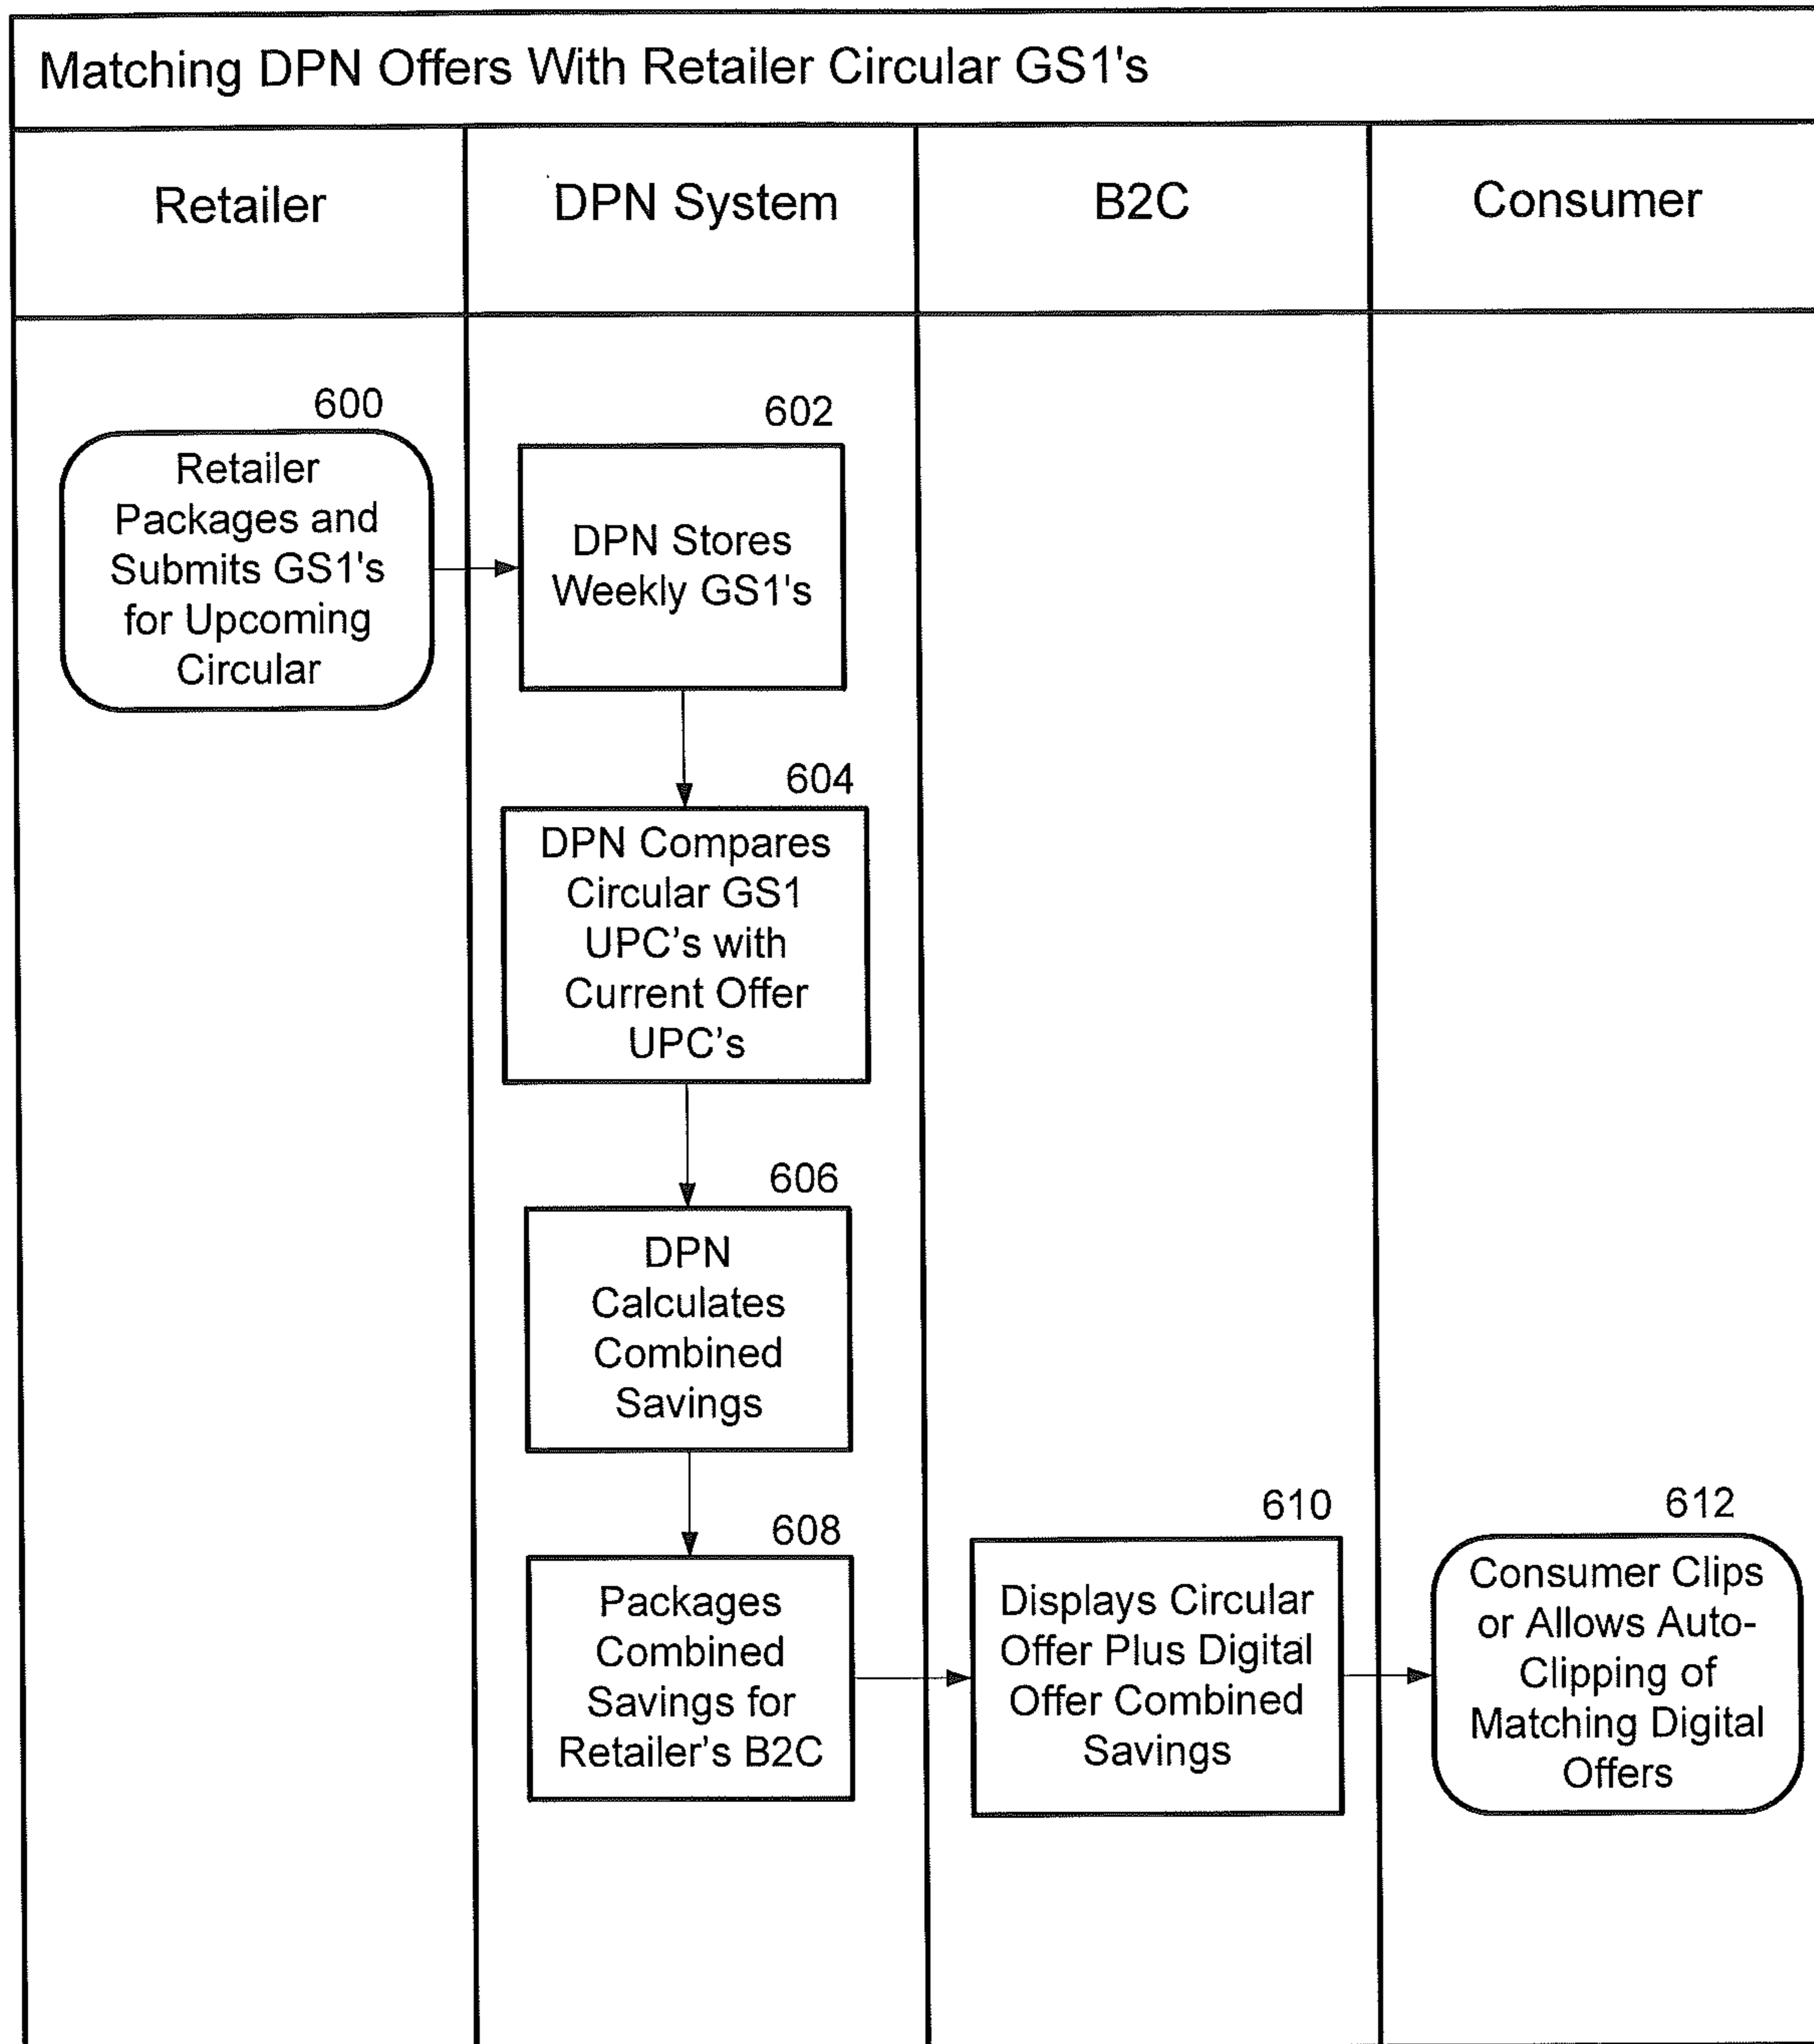 Matching DPN Offers With Retailer Circular GS1's
Retailer
DPN System
B2C
Consumer
600
Retailer
Packages and
Submits GS1's
for Upcoming
Circular
602
DPN Stores
Weekly GS1's
604
DPN Compares
Circular GS1
UPC’s with
Current Offer
UPC’s
606
DPN
Calculates
Combined
Savings
608
Packages
Combined
Savings for
Retailer’s B2C
610
Displays Circular
Offer Plus Digital
Offer Combined
Savings
612
Consumer Clips
or Allows Auto-
Clipping of
Matching Digital
Offers